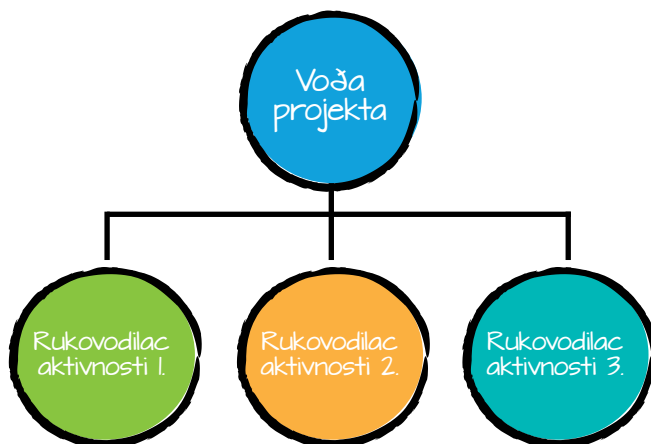 Vođa
projekta
Rukovodilac
aktivnosti 1.
Rukovodilac
aktivnosti 2.
Rukovodilac
aktivnosti 3.